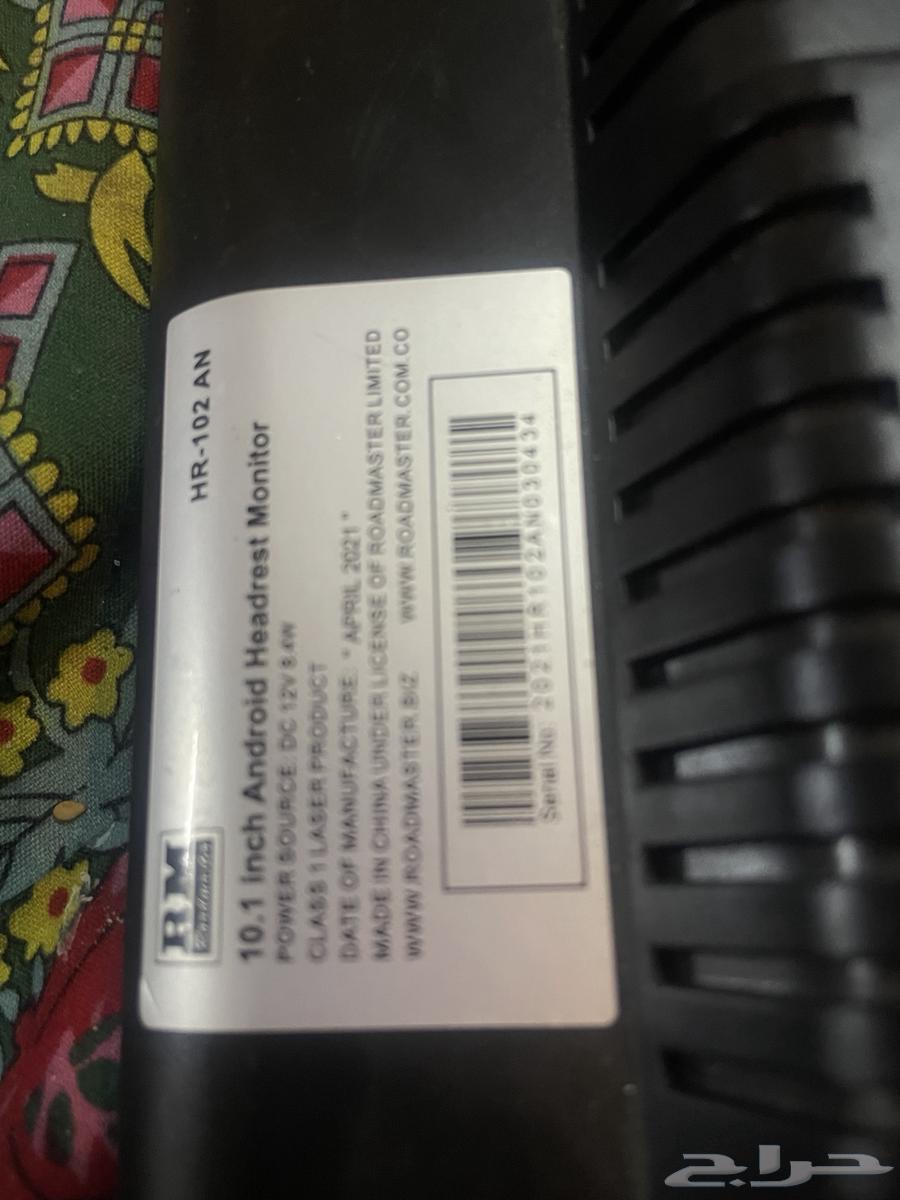 RM
Roadmaster
HR-102 AN
10.1 inch Android Headrest Monitor
POWER SOURCE: DC 12V 8.4W
CLASS 1 LASER PRODUCT
DATE OF MANUFACTURE: " APRIL 2021 "
MADE IN CHINA UNDER LICENSE OF ROADMASTER LIMITED
WWW.ROADMASTER.BIZ WWW.ROADMASTER.COM.CO
Serial No: 2021HR102AN030434
حراج